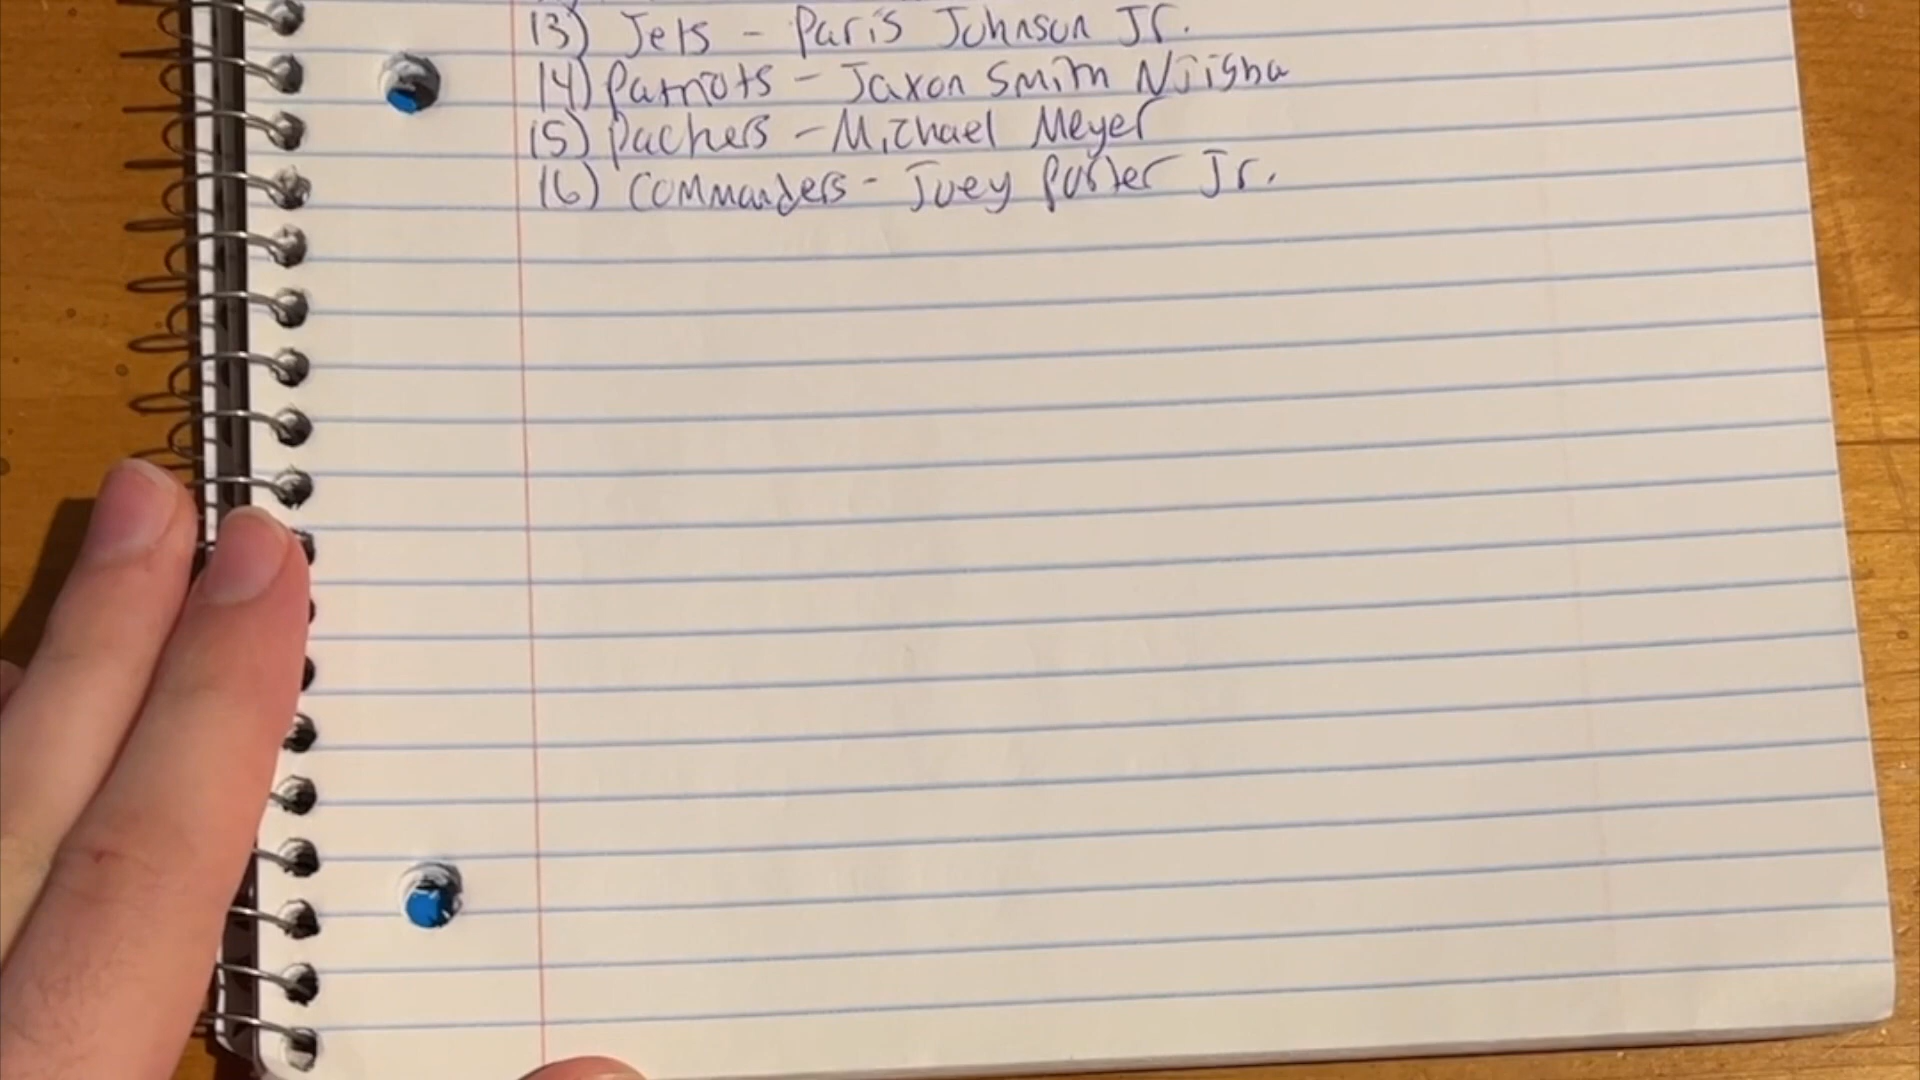 13) Jets - Paris Johnson Jr.
14) Patriots - Jaxon Smith Njigba
15) Packers - Michael Meyer
16) Commanders - Joey Porter Jr.